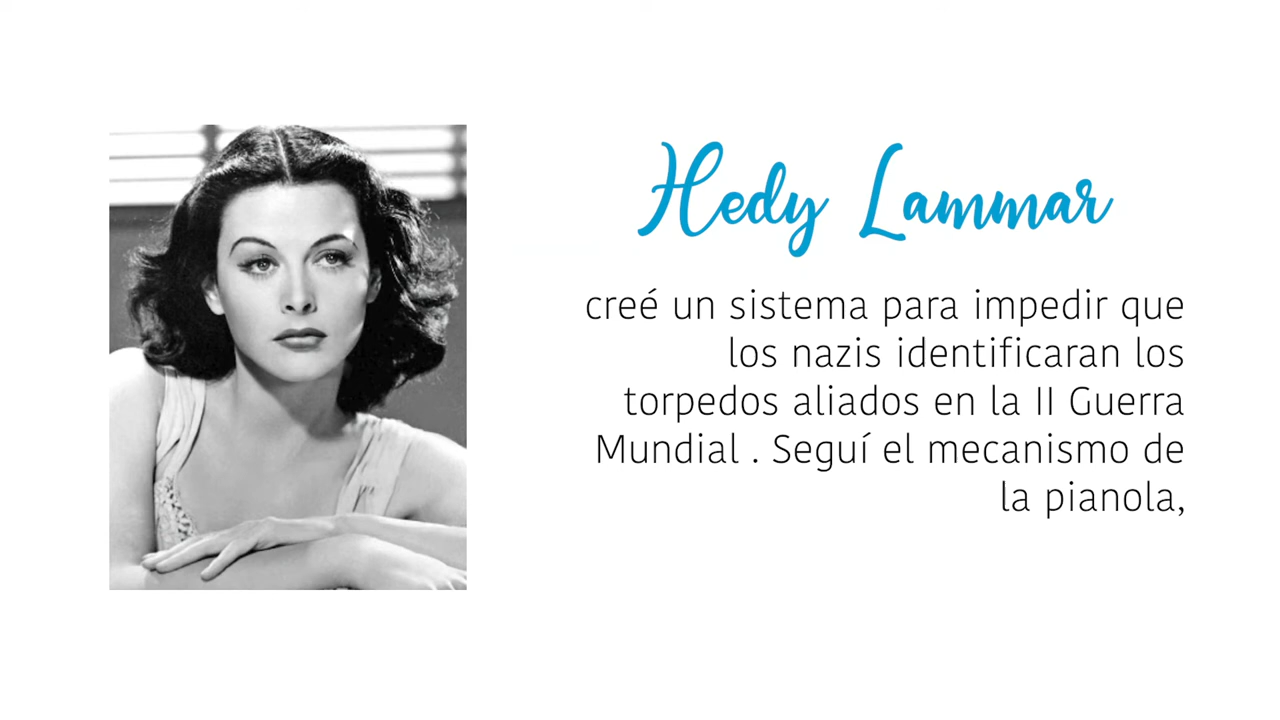 Hedy Lammar
creé un sistema para impedir que
los nazis identificaran los
torpedos aliados en la II Guerra
Mundial . Seguí el mecanismo de
la pianola,